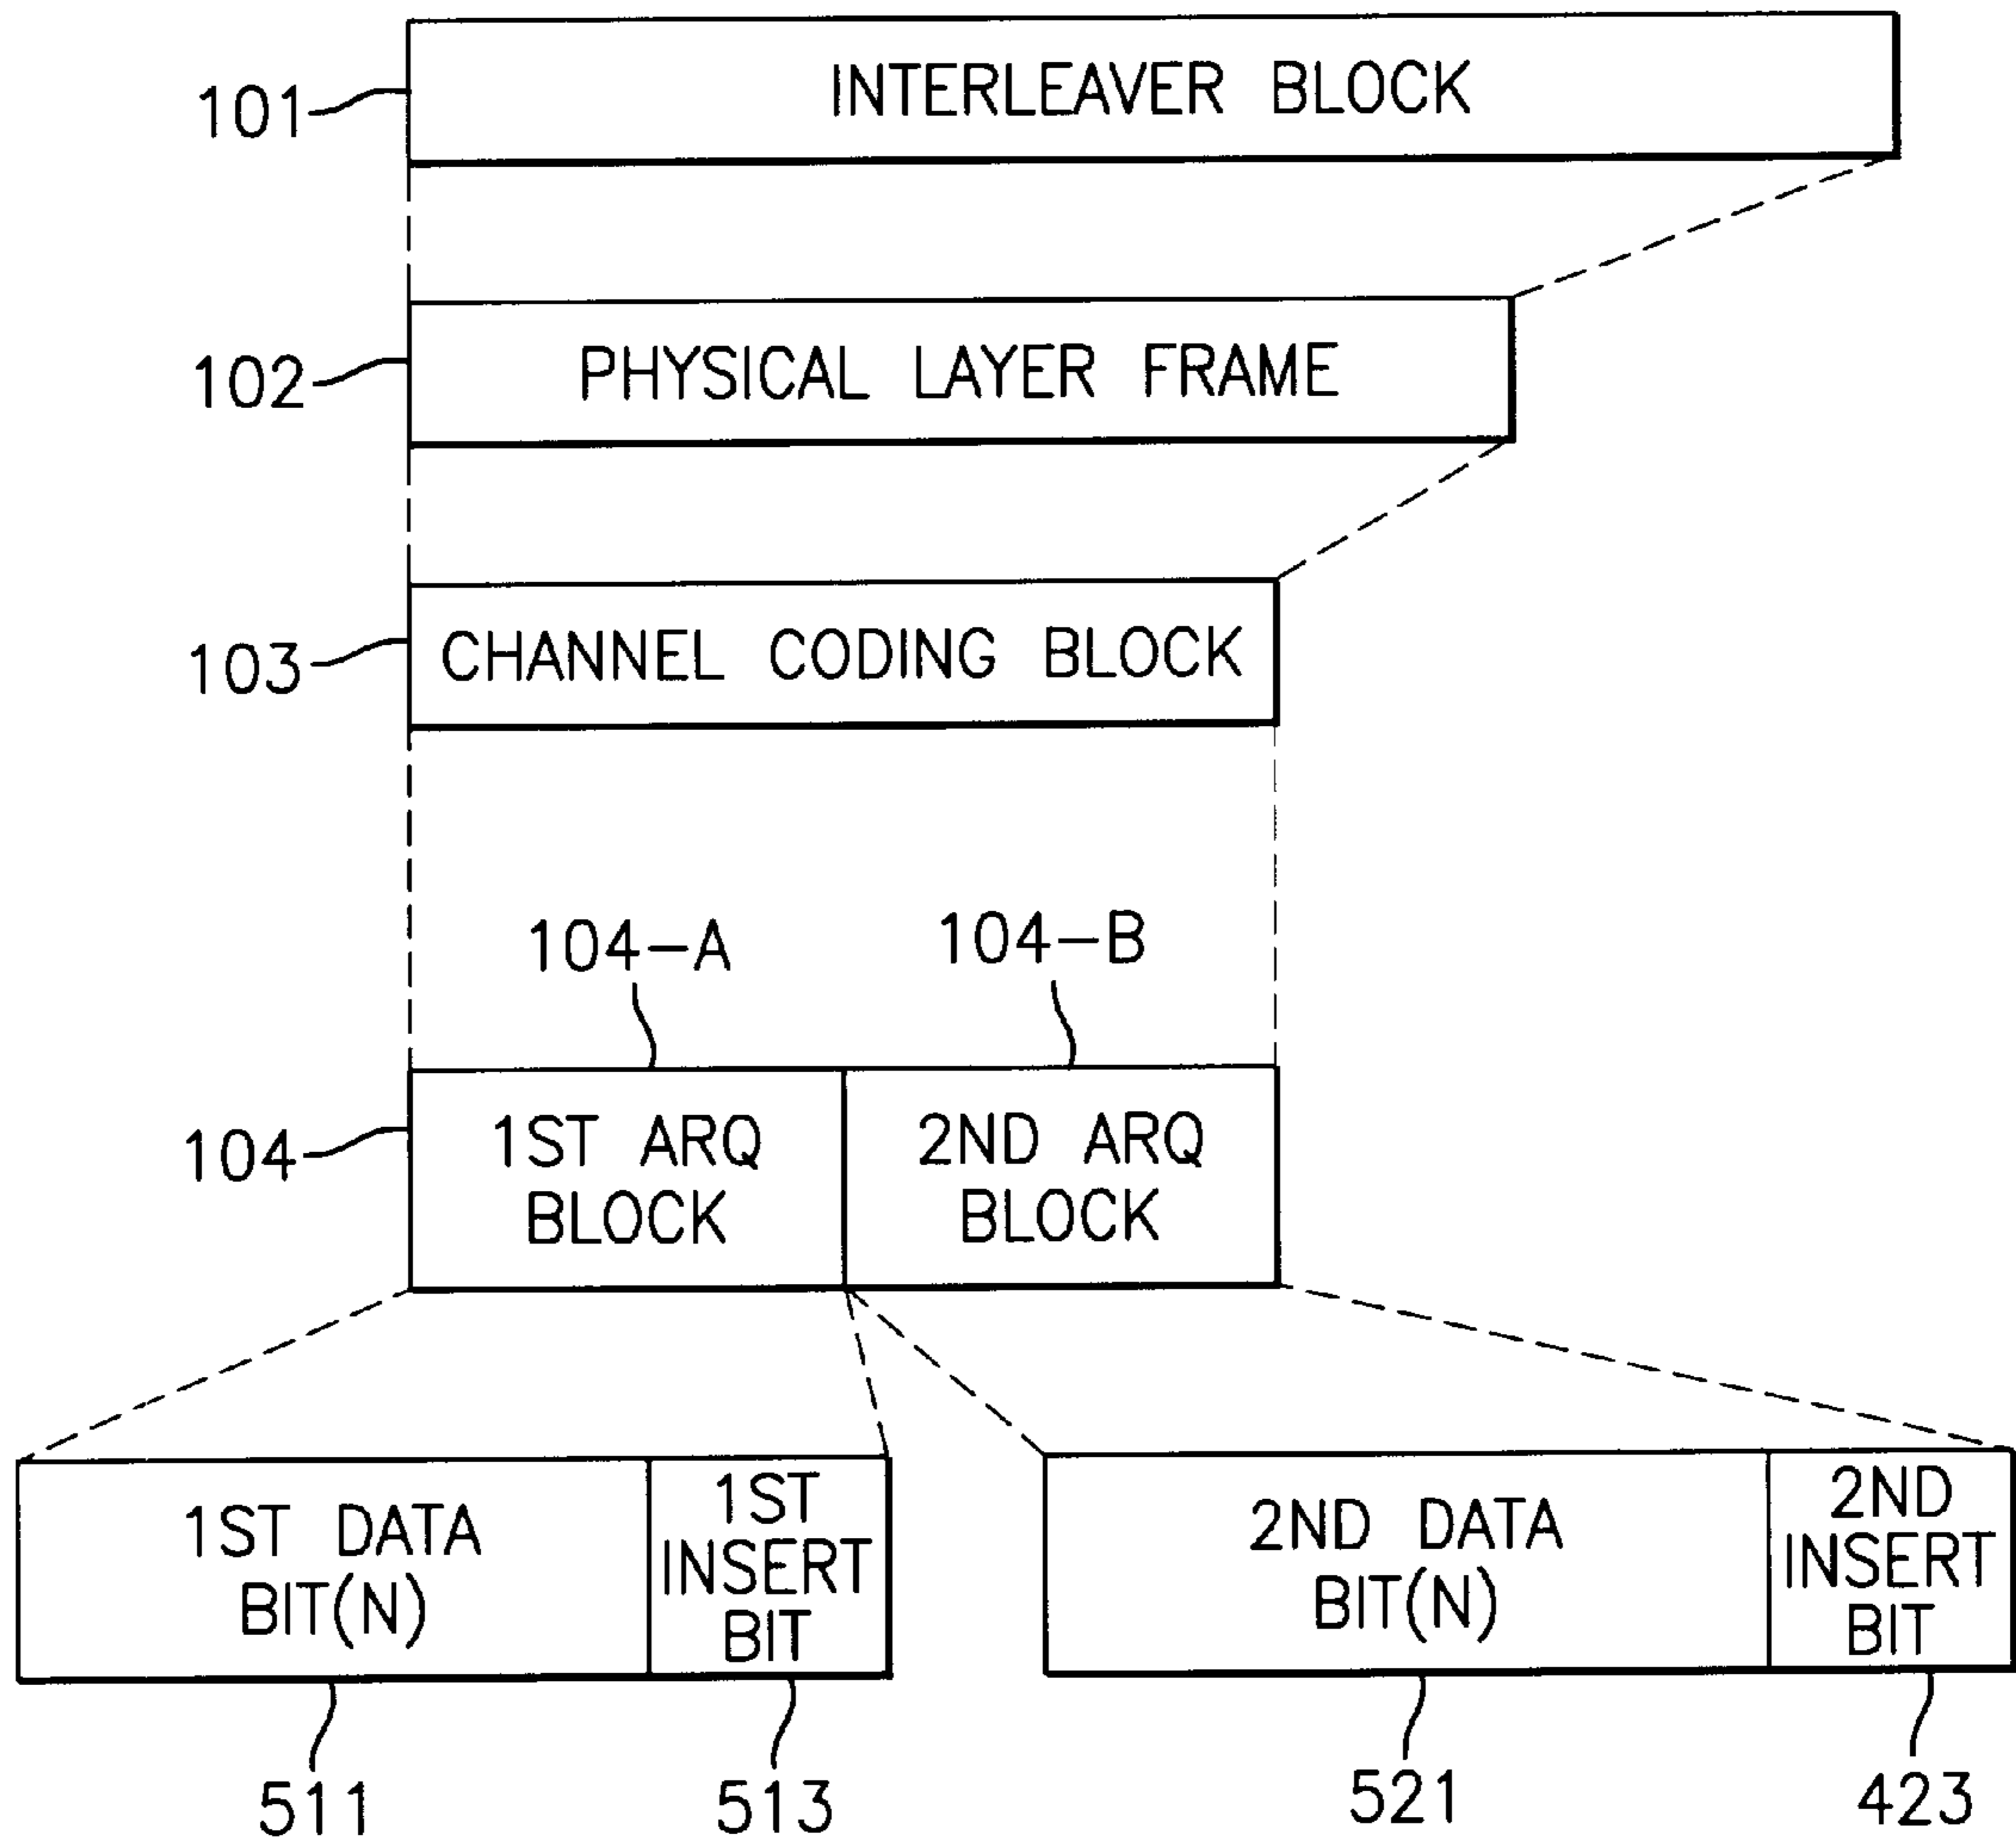 INTERLEAVER BLOCK
101
PHYSICAL LAYER FRAME
102
CHANNEL CODING BLOCK
103
104-A
104-B
104
1ST ARQ
BLOCK
2ND ARQ
BLOCK
1ST DATA
BIT(N)
1ST
INSERT
BIT
2ND DATA
BIT(N)
2ND
INSERT
BIT
511
513
521
423